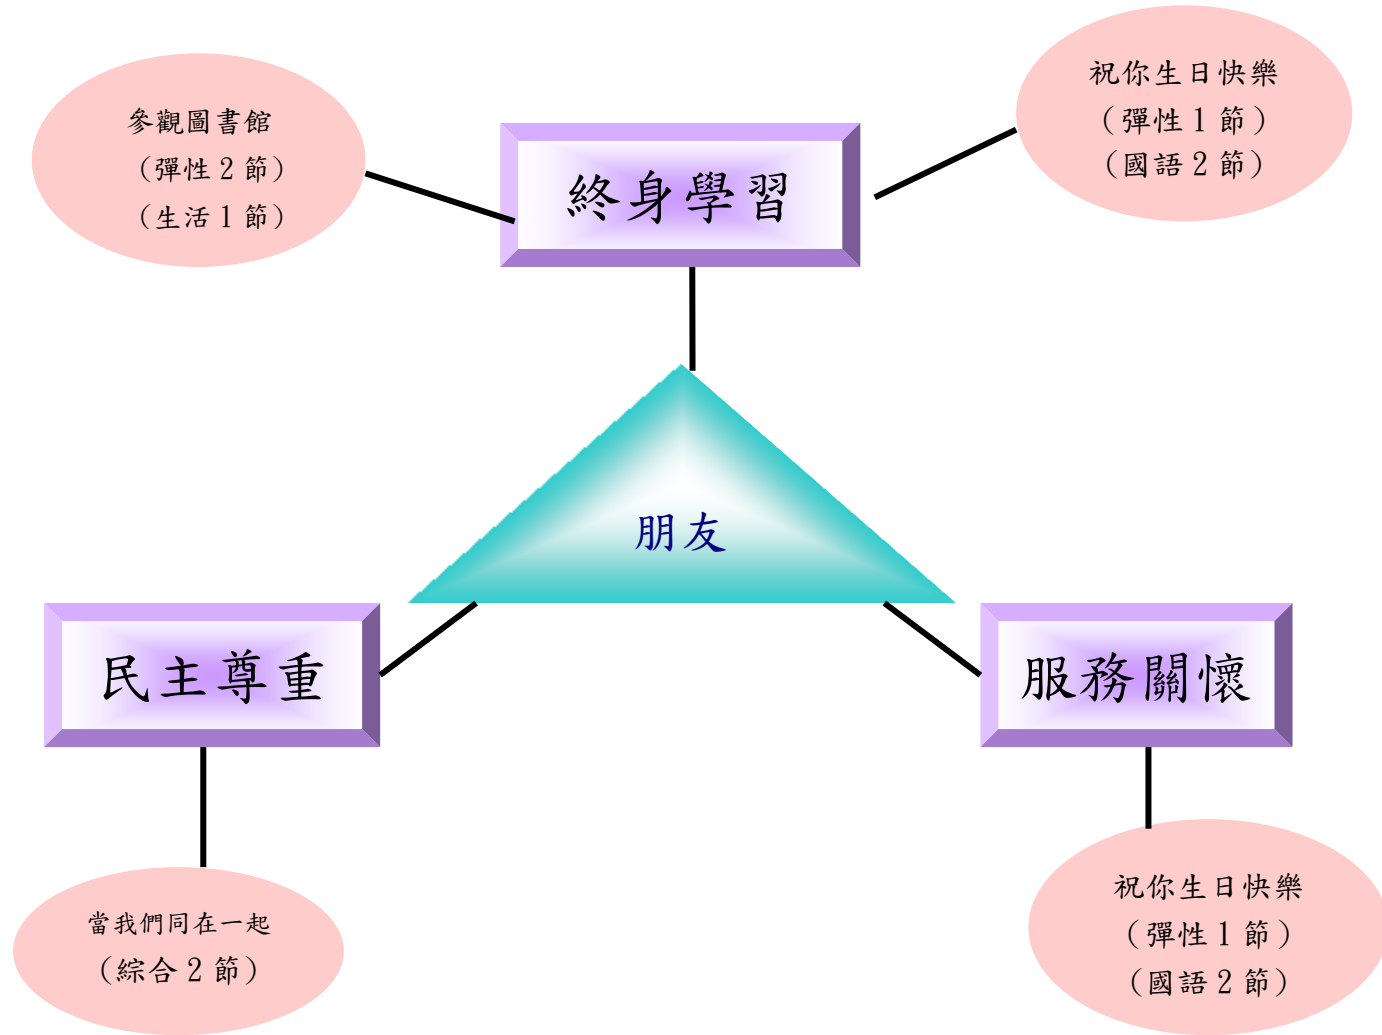 參觀圖書館
（彈性 2 節）
（生活 1 節）
祝你生日快樂
（彈性 1 節）
（國語 2 節）
終身學習
朋友
民主尊重
服務關懷
當我們同在一起
（綜合 2 節）
祝你生日快樂
（彈性 1 節）
（國語 2 節）